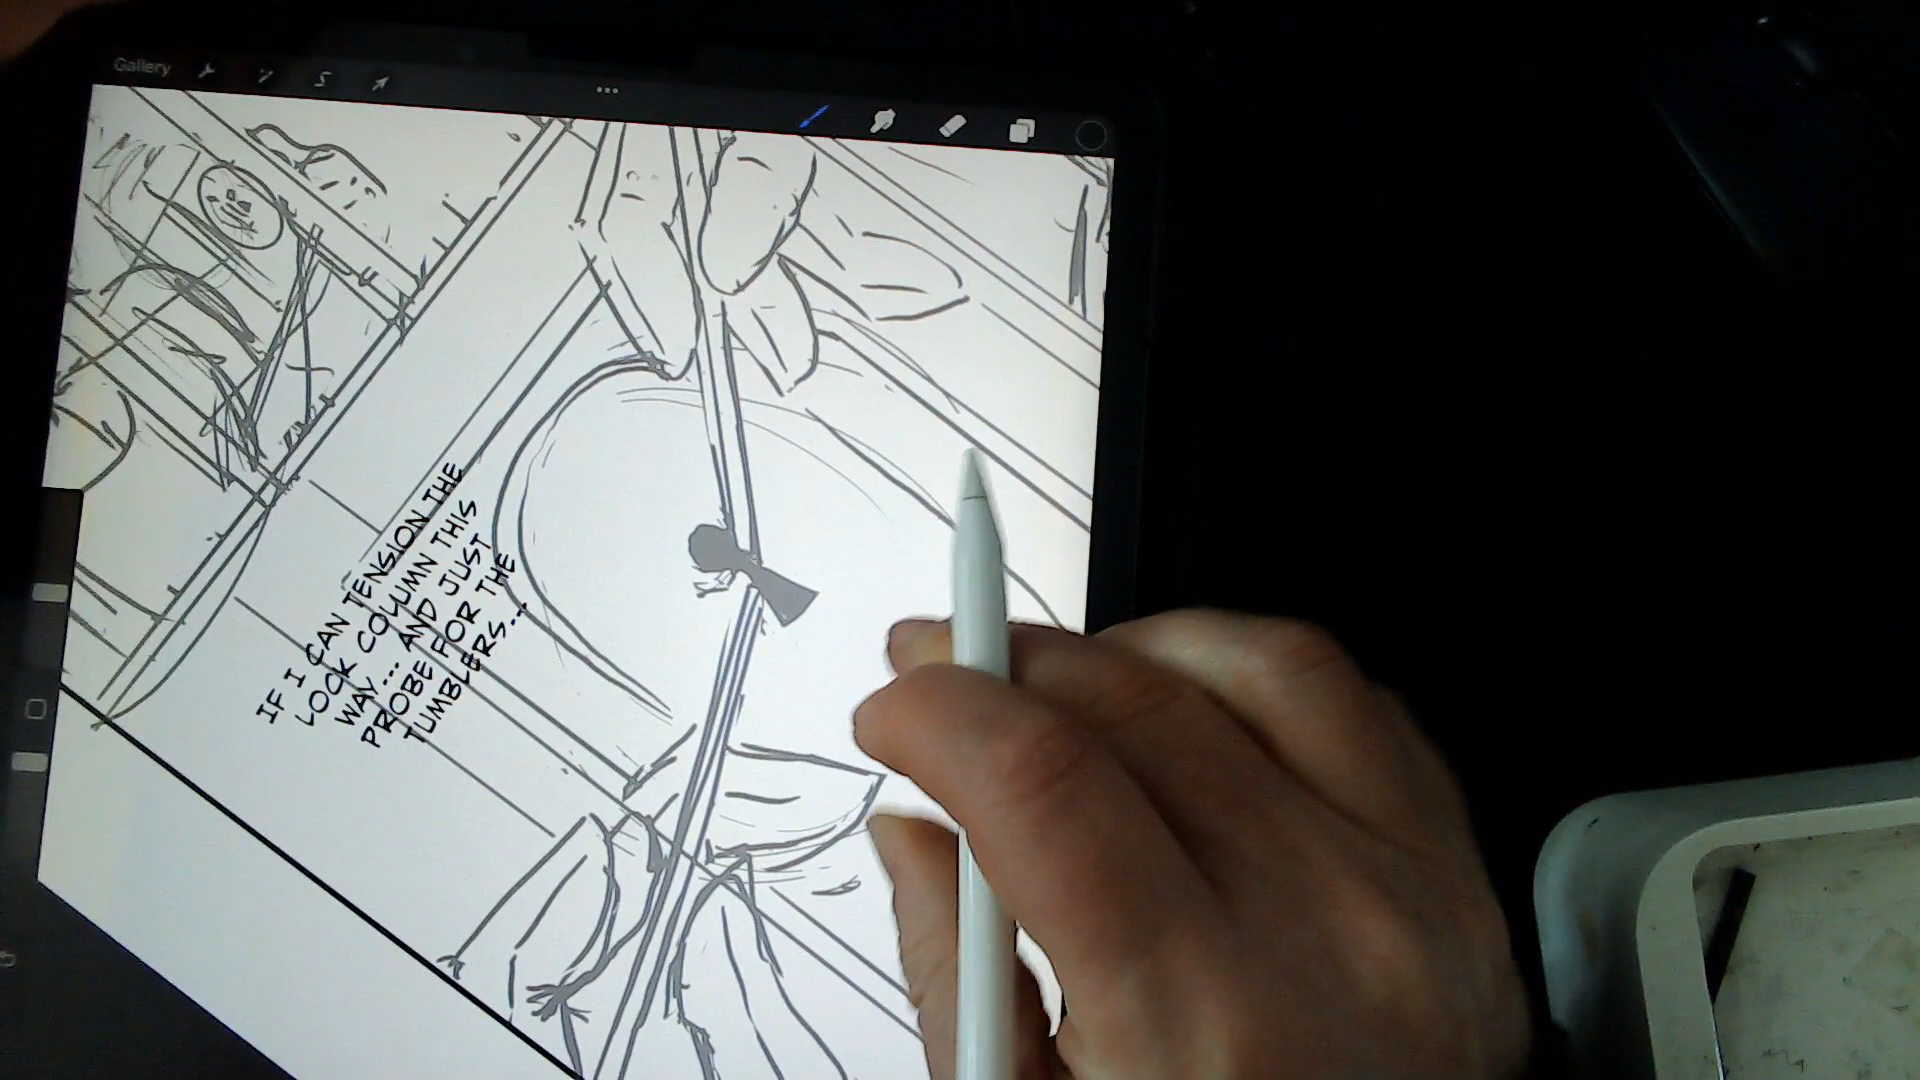 Gallery
IF I CAN TENSION THE
LOCK COLUMN THIS
WAY... AND JUST
PROBE FOR THE
TUMBLERS...